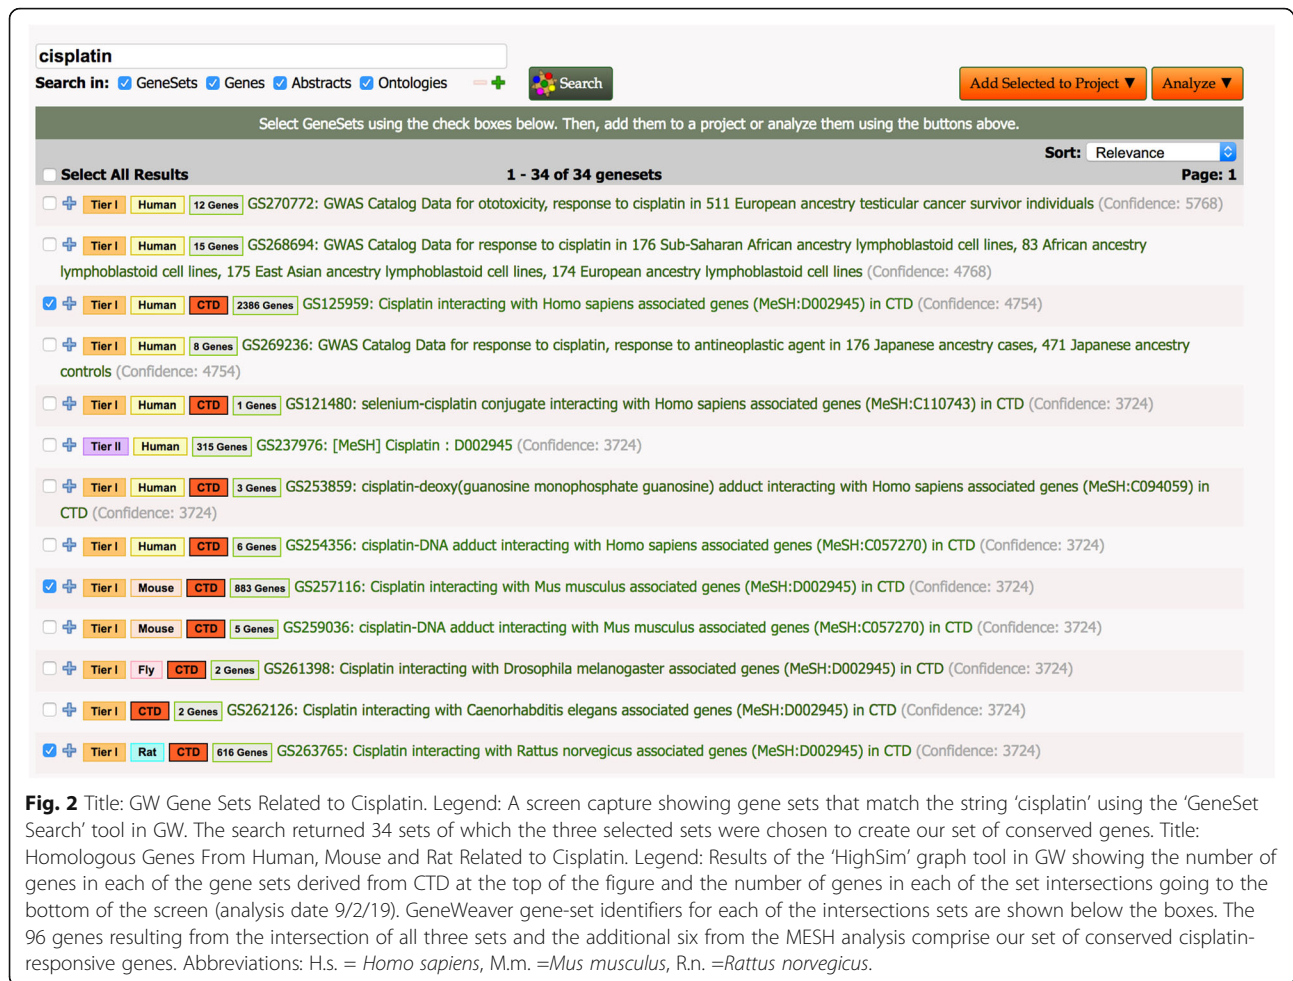 cisplatin
Search in: GeneSets Genes Abstracts Ontologies Search Add Selected to Project ▼ Analyze ▼
Select GeneSets using the check boxes below. Then, add them to a project or analyze them using the buttons above.
Sort: Relevance
Select All Results 1 - 34 of 34 genesets Page: 1
Tier I Human 12 Genes GS270772: GWAS Catalog Data for ototoxicity, response to cisplatin in 511 European ancestry testicular cancer survivor individuals (Confidence: 5768)
Tier I Human 15 Genes GS268694: GWAS Catalog Data for response to cisplatin in 176 Sub-Saharan African ancestry lymphoblastoid cell lines, 83 African ancestry
lymphoblastoid cell lines, 175 East Asian ancestry lymphoblastoid cell lines, 174 European ancestry lymphoblastoid cell lines (Confidence: 4768)
Tier I Human CTD 2386 Genes GS125959: Cisplatin interacting with Homo sapiens associated genes (MeSH:D002945) in CTD (Confidence: 4754)
Tier I Human 8 Genes GS269236: GWAS Catalog Data for response to cisplatin, response to antineoplastic agent in 176 Japanese ancestry cases, 471 Japanese ancestry
controls (Confidence: 4754)
Tier I Human CTD 1 Genes GS121480: selenium-cisplatin conjugate interacting with Homo sapiens associated genes (MeSH:C110743) in CTD (Confidence: 3724)
Tier II Human 315 Genes GS237976: [MeSH] Cisplatin : D002945 (Confidence: 3724)
Tier I Human CTD 3 Genes GS253859: cisplatin-deoxy(guanosine monophosphate guanosine) adduct interacting with Homo sapiens associated genes (MeSH:C094059) in
CTD (Confidence: 3724)
Tier I Human CTD 6 Genes GS254356: cisplatin-DNA adduct interacting with Homo sapiens associated genes (MeSH:C057270) in CTD (Confidence: 3724)
Tier I Mouse CTD 883 Genes GS257116: Cisplatin interacting with Mus musculus associated genes (MeSH:D002945) in CTD (Confidence: 3724)
Tier I Mouse CTD 5 Genes GS259036: cisplatin-DNA adduct interacting with Mus musculus associated genes (MeSH:C057270) in CTD (Confidence: 3724)
Tier I Fly CTD 2 Genes GS261398: Cisplatin interacting with Drosophila melanogaster associated genes (MeSH:D002945) in CTD (Confidence: 3724)
Tier I CTD 2 Genes GS262126: Cisplatin interacting with Caenorhabditis elegans associated genes (MeSH:D002945) in CTD (Confidence: 3724)
Tier I Rat CTD 616 Genes GS263765: Cisplatin interacting with Rattus norvegicus associated genes (MeSH:D002945) in CTD (Confidence: 3724)
Fig. 2 Title: GW Gene Sets Related to Cisplatin. Legend: A screen capture showing gene sets that match the string ‘cisplatin’ using the ‘GeneSet
Search’ tool in GW. The search returned 34 sets of which the three selected sets were chosen to create our set of conserved genes. Title:
Homologous Genes From Human, Mouse and Rat Related to Cisplatin. Legend: Results of the ‘HighSim’ graph tool in GW showing the number of
genes in each of the gene sets derived from CTD at the top of the figure and the number of genes in each of the set intersections going to the
bottom of the screen (analysis date 9/2/19). GeneWeaver gene-set identifiers for each of the intersections sets are shown below the boxes. The
96 genes resulting from the intersection of all three sets and the additional six from the MESH analysis comprise our set of conserved cisplatin-
responsive genes. Abbreviations: H.s. = Homo sapiens, M.m. =Mus musculus, R.n. =Rattus norvegicus.